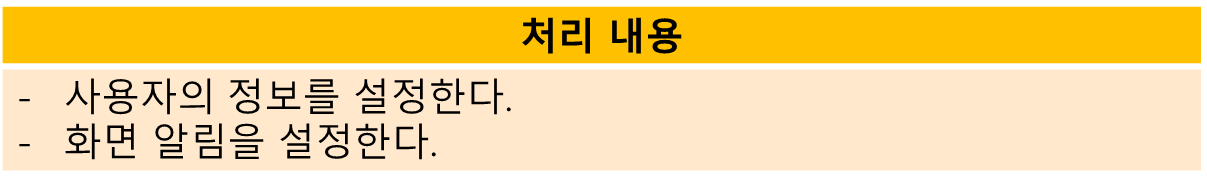 처리 내용
- 사용자의 정보를 설정한다.
- 화면 알림을 설정한다.